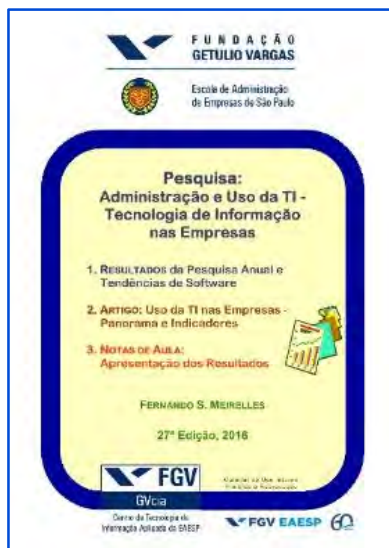 FUNDAÇÃO
GETULIO VARGAS
Escola de Administração
de Empresas de São Paulo
Pesquisa:
Administração e Uso da TI -
Tecnologia de Informação
nas Empresas
1. RESULTADOS da Pesquisa Anual e
Tendências de Software
2. ARTIGO: Uso da TI nas Empresas -
Panorama e Indicadores
3. NOTAS DE AULA:
Apresentação dos Resultados
FERNANDO S. MEIRELLES
27ª Edição, 2016
FGV
GVcia
Centro de Tecnologia de
Informação Aplicada da EAESP
FGV EAESP 60